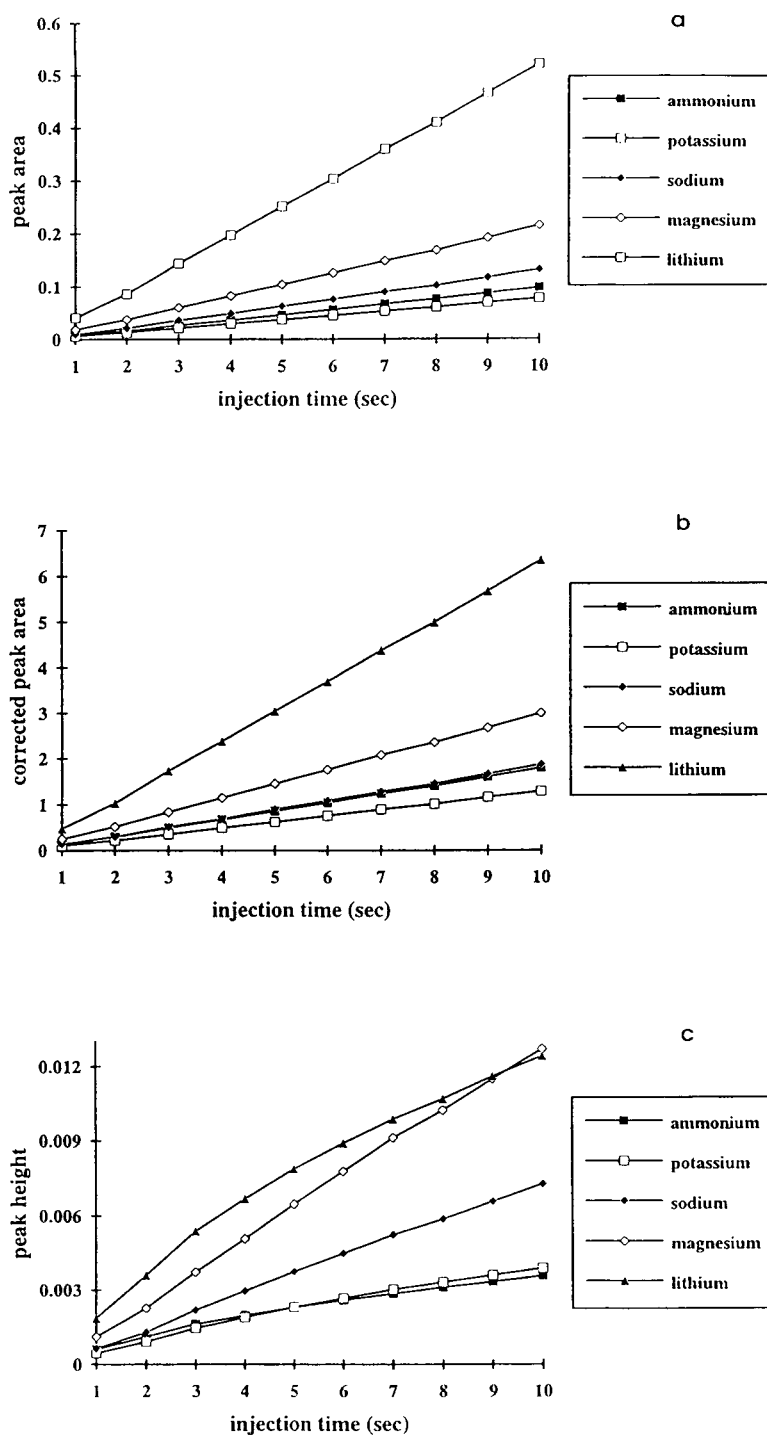 a
0.6
0.5
0.4
0.3
0.2
0.1
0
peak area
1 2 3 4 5 6 7 8 9 10
injection time (sec)
ammonium
potassium
sodium
magnesium
lithium
b
7
6
5
4
3
2
1
0
corrected peak area
1 2 3 4 5 6 7 8 9 10
injection time (sec)
ammonium
potassium
sodium
magnesium
lithium
c
0.012
0.009
0.006
0.003
0
peak height
1 2 3 4 5 6 7 8 9 10
injection time (sec)
ammonium
potassium
sodium
magnesium
lithium